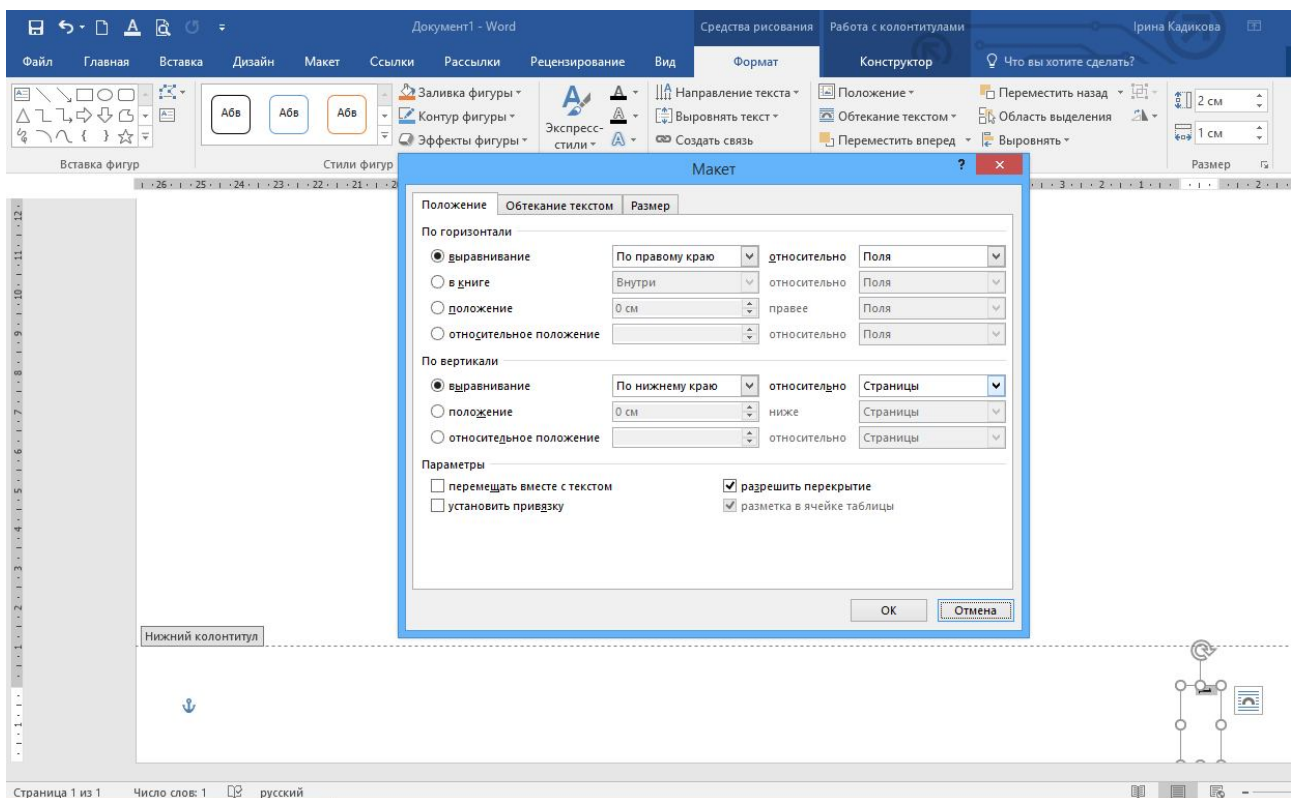 Документ1 - Word Средства рисования Работа с колонтитулами Ірина Кадикова
Файл Главная Вставка Дизайн Макет Ссылки Рассылки Рецензирование Вид Формат Конструктор Что вы хотите сделать?
Абв Абв Абв
Заливка фигуры
Контур фигуры
Эффекты фигуры
Экспресс-
стили
Направление текста
Выровнять текст
Создать связь
Положение
Обтекание текстом
Переместить вперед
Переместить назад
Область выделения
Выровнять
2 см
1 см
Вставка фигур Стили фигур Размер
Макет
Положение Обтекание текстом Размер
По горизонтали
выравнивание По правому краю относительно Поля
в книге Внутри относительно Поля
положение 0 см правее Поля
относительное положение относительно Поля
По вертикали
выравнивание По нижнему краю относительно Страницы
положение 0 см ниже Страницы
относительное положение относительно Страницы
Параметры
перемещать вместе с текстом разрешить перекрытие
установить привязку разметка в ячейке таблицы
ОК Отмена
Нижний колонтитул
Страница 1 из 1 Число слов: 1 русский